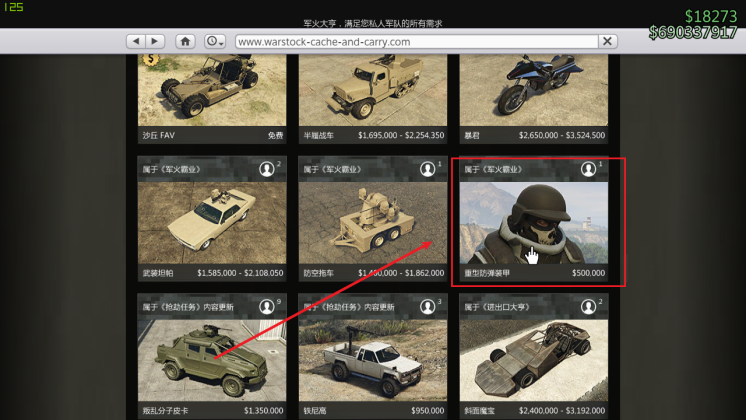 125
军火大亨，满足您私人军队的所有需求
$18273
$690337917
www.warstock-cache-and-carry.com
沙丘 FAV 免费
半履战车 $1,695,000 - $2,254,350
暴君 $2,650,000 - $3,524,500
属于《军火霸业》 2
属于《军火霸业》 1
属于《军火霸业》 1
武装坦帕 $1,585,000 - $2,108,050
防空拖车 $1,400,000 - $1,862,000
重型防弹装甲 $500,000
属于《抢劫任务》内容更新 9
属于《抢劫任务》内容更新 3
属于《进出口大亨》 2
叛乱分子皮卡 $1,350,000
铁尼高 $950,000
斜面魔宝 $2,400,000 - $3,192,000